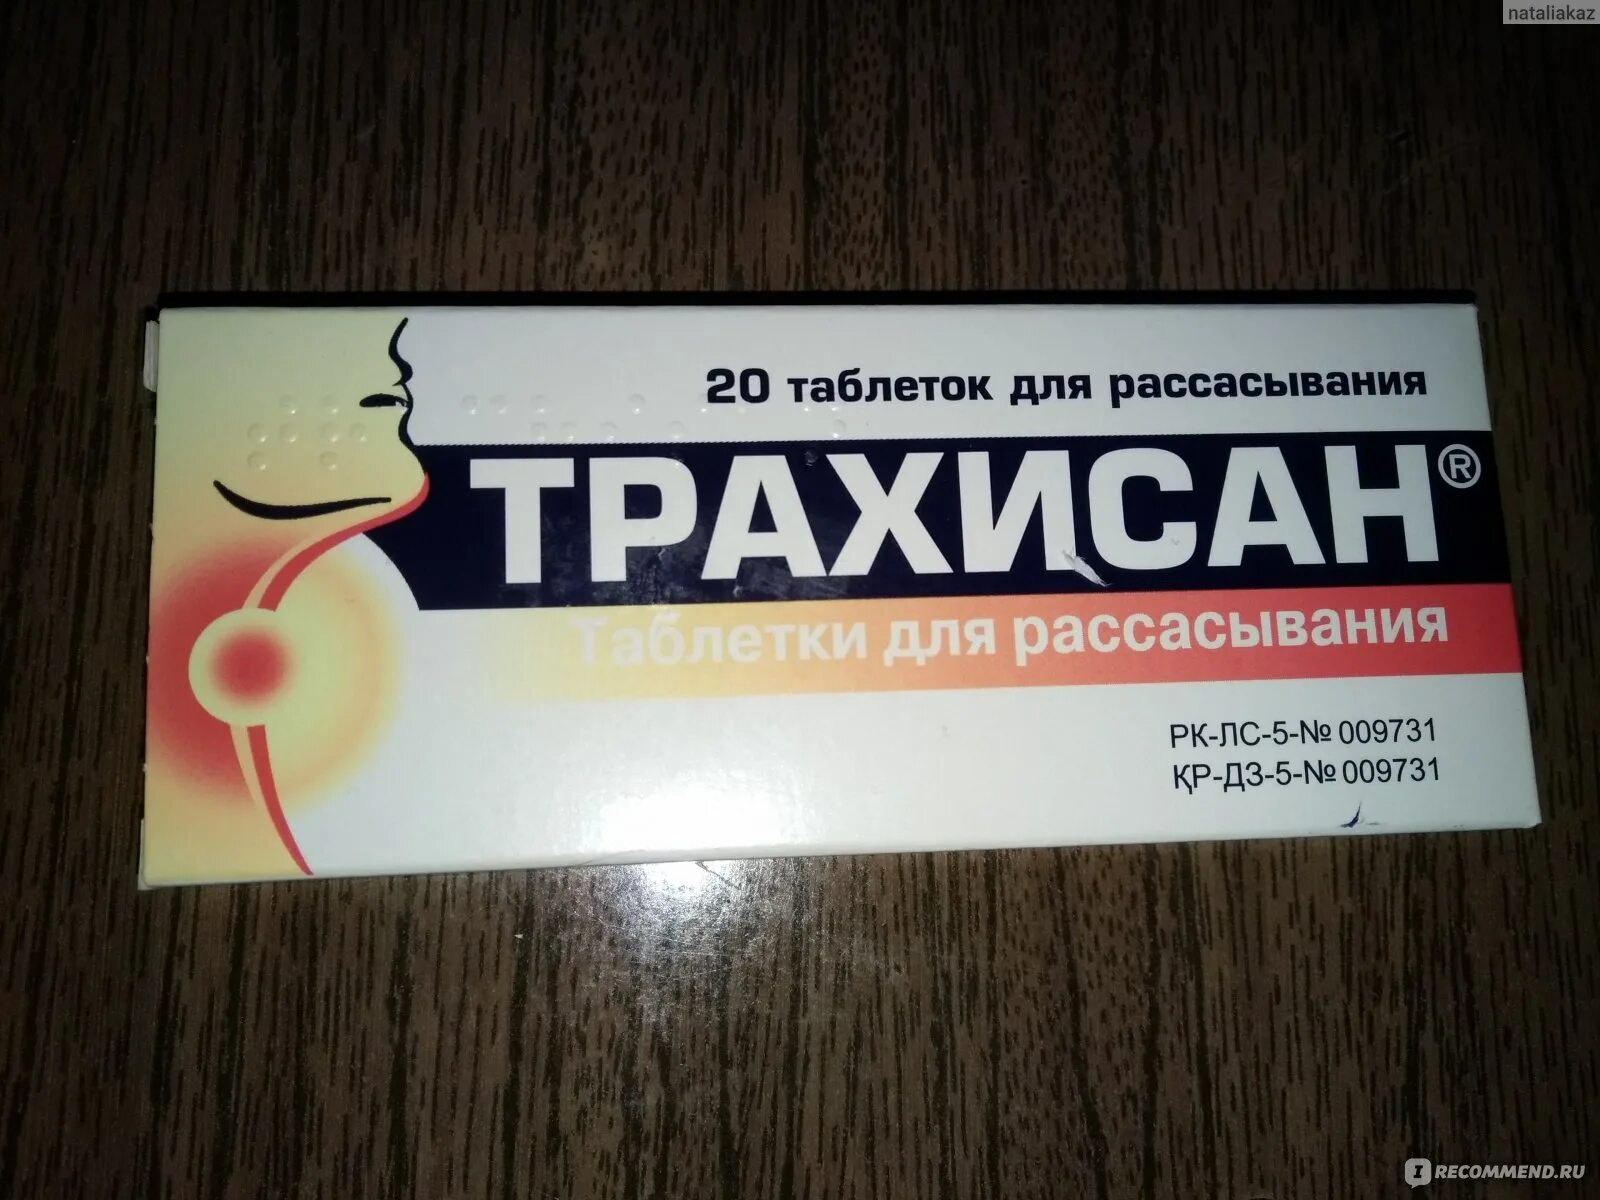 nataliakaz
20 таблеток для рассасывания
ТРАХИСАН®
Таблетки для рассасывания
РК-ЛС-5-№ 009731
ҚР-ДЗ-5-№ 009731
IRECOMMEND.RU